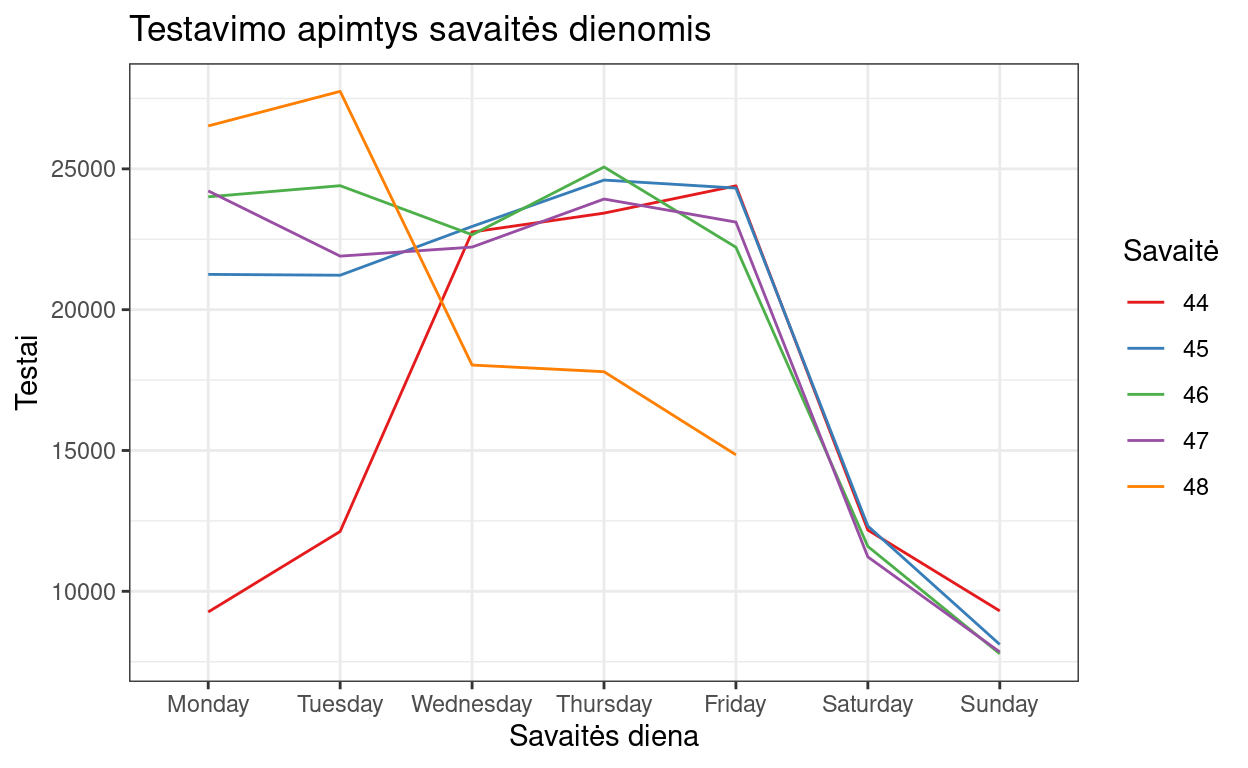 Testavimo apimtys savaitės dienomis
Testai
25000
20000
15000
10000
Monday Tuesday Wednesday Thursday Friday Saturday Sunday
Savaitės diena
Savaitė
44
45
46
47
48